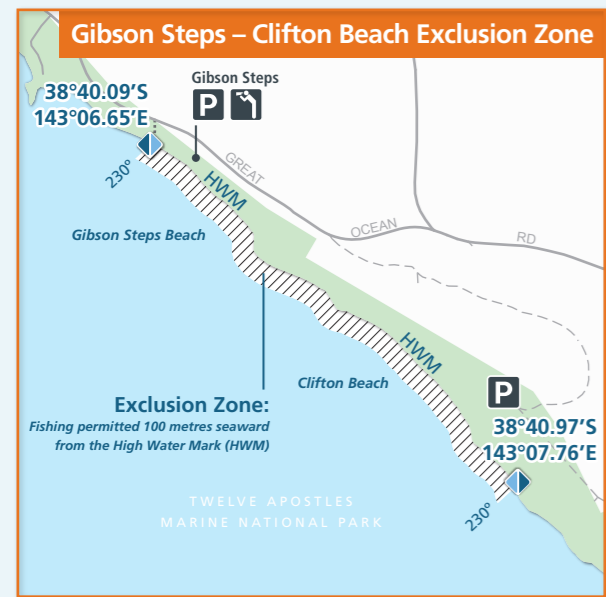 Gibson Steps – Clifton Beach Exclusion Zone
38°40.09'S
143°06.65'E
Gibson Steps
P
230°
HWM
GREAT
OCEAN
RD
Gibson Steps Beach
HWM
Clifton Beach
P
Exclusion Zone:
Fishing permitted 100 metres seaward
from the High Water Mark (HWM)
38°40.97'S
143°07.76'E
230°
TWELVE APOSTLES
MARINE NATIONAL PARK